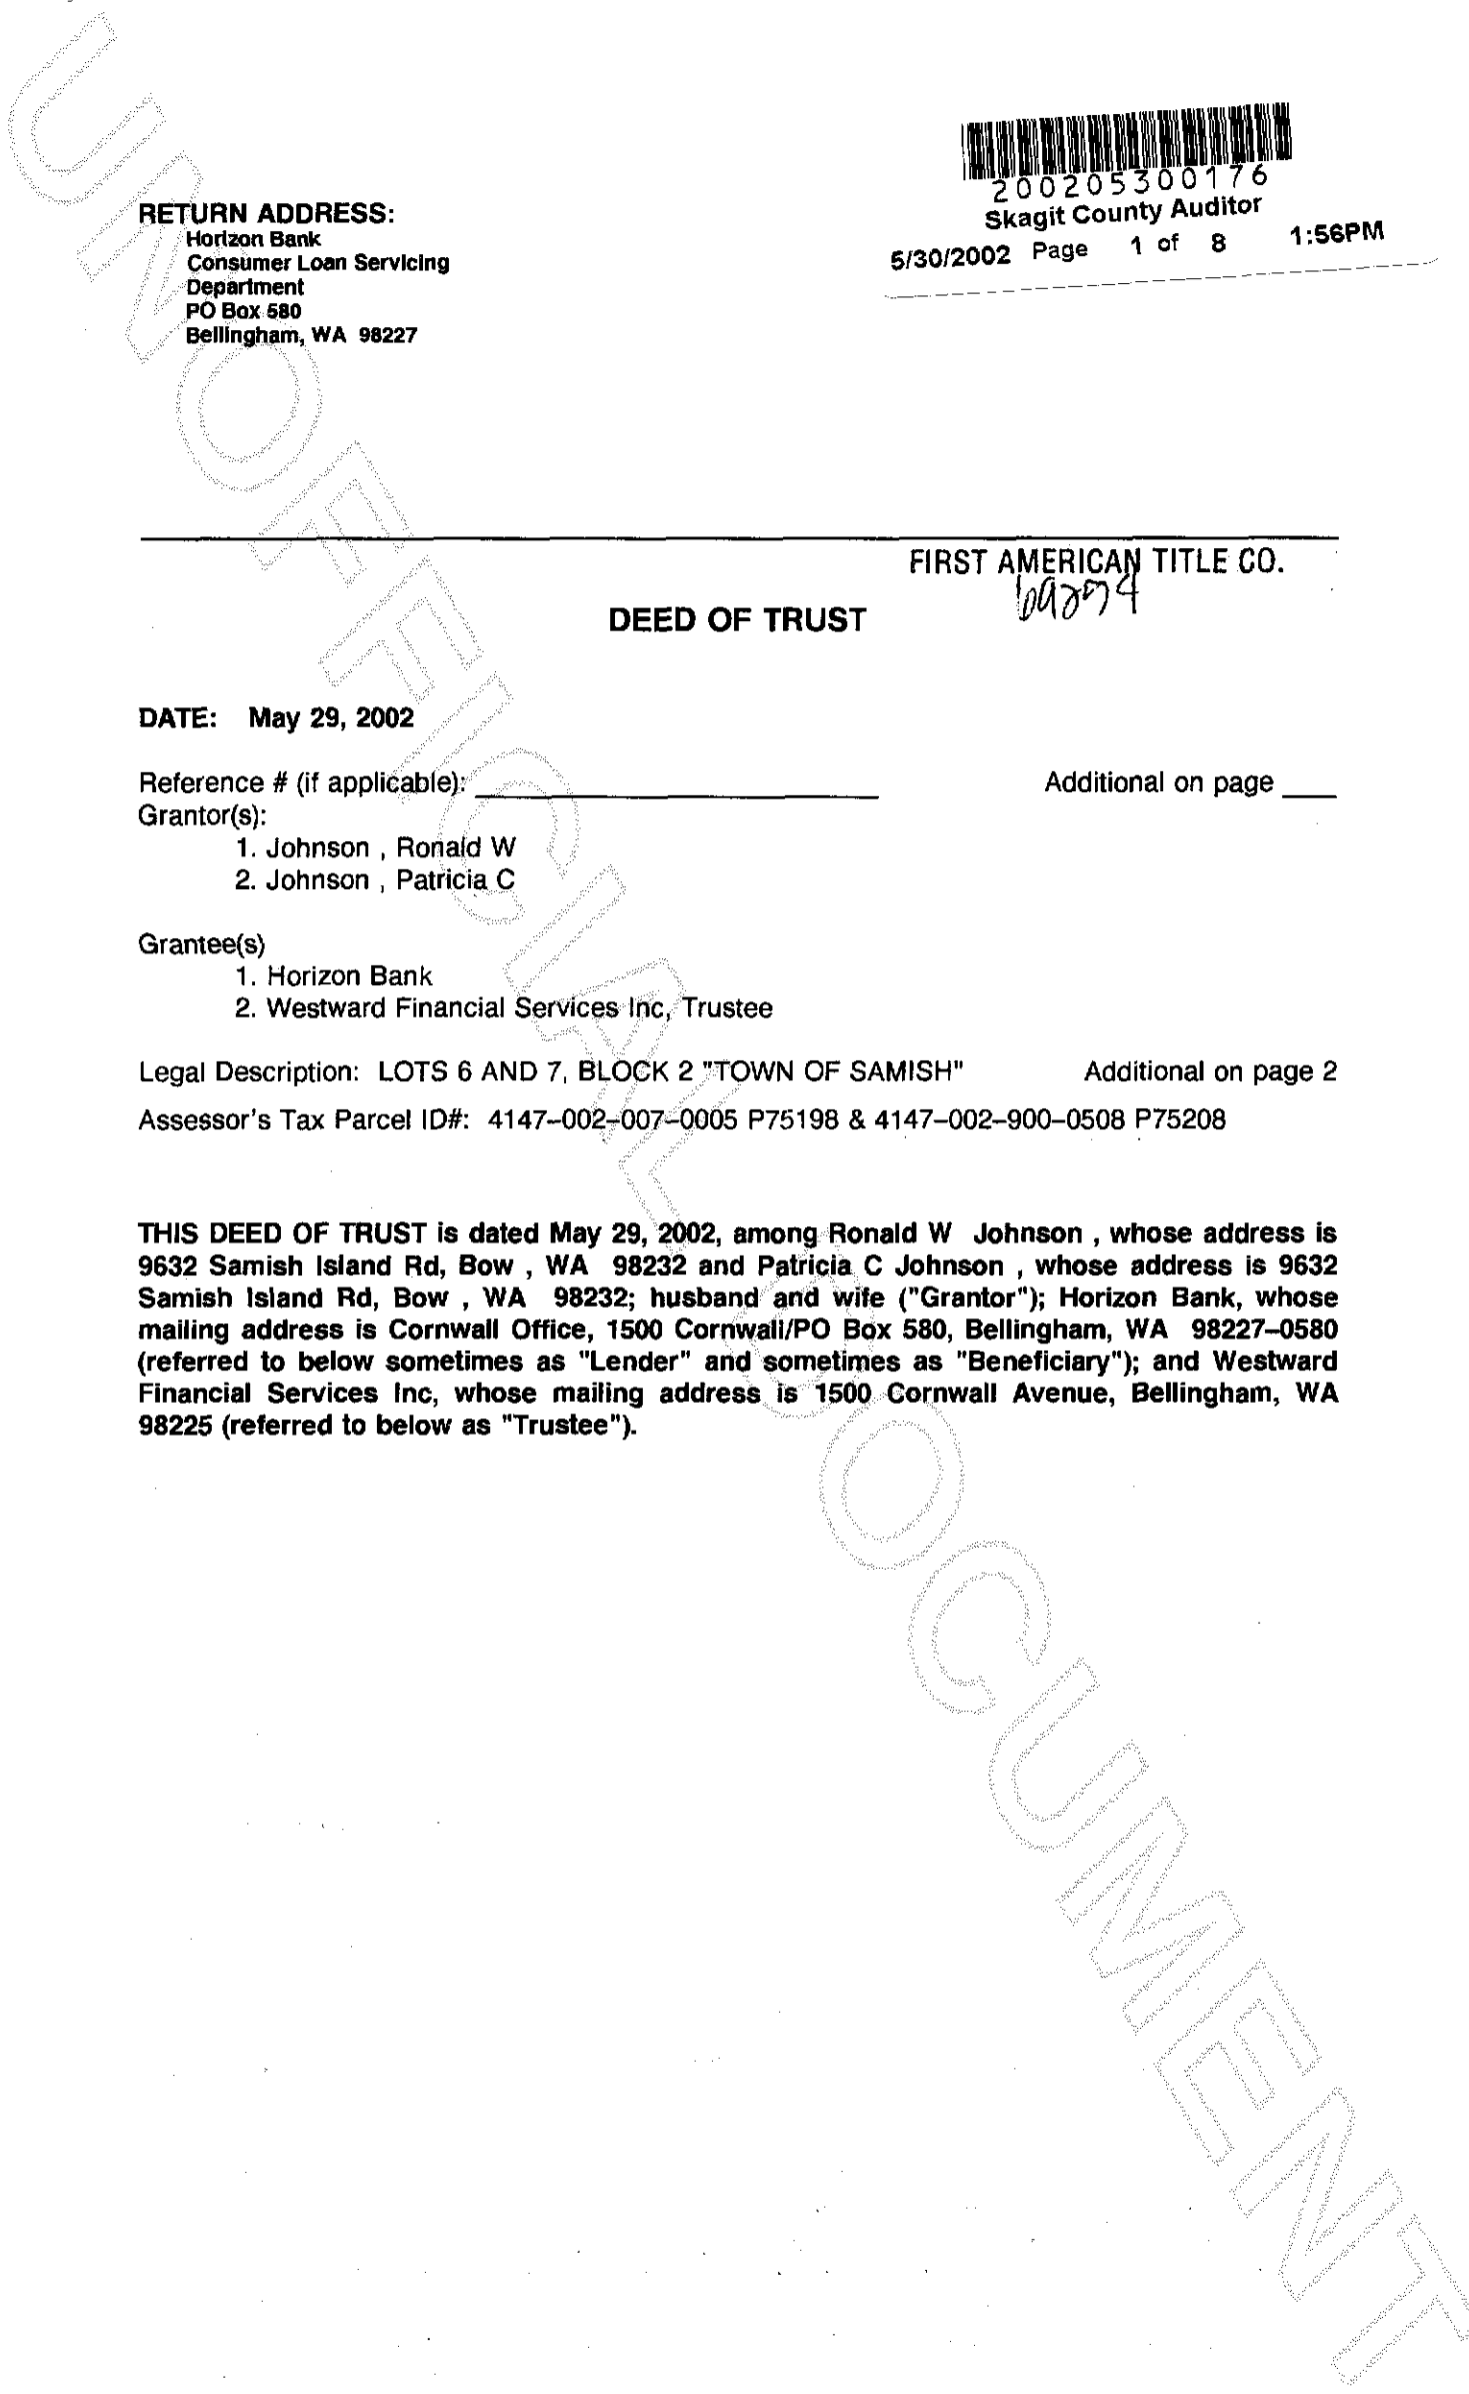 200205300176
Skagit County Auditor
5/30/2002 Page 1 of 8 1:56PM
RETURN ADDRESS:
Horizon Bank
Consumer Loan Servicing
Department
PO Box 580
Bellingham, WA 98227
FIRST AMERICAN TITLE CO.
DEED OF TRUST
DATE: May 29, 2002
Reference # (if applicable): Additional on page
Grantor(s):
1. Johnson , Ronald W
2. Johnson , Patricia C
Grantee(s)
1. Horizon Bank
2. Westward Financial Services Inc, Trustee
Legal Description: LOTS 6 AND 7, BLOCK 2 "TOWN OF SAMISH" Additional on page 2
Assessor's Tax Parcel ID#: 4147-002-007-0005 P75198 & 4147-002-900-0508 P75208
THIS DEED OF TRUST is dated May 29, 2002, among Ronald W Johnson , whose address is
9632 Samish Island Rd, Bow , WA 98232 and Patricia C Johnson , whose address is 9632
Samish Island Rd, Bow , WA 98232; husband and wife ("Grantor"); Horizon Bank, whose
mailing address is Cornwall Office, 1500 Cornwall/PO Box 580, Bellingham, WA 98227-0580
(referred to below sometimes as "Lender" and sometimes as "Beneficiary"); and Westward
Financial Services Inc, whose mailing address is 1500 Cornwall Avenue, Bellingham, WA
98225 (referred to below as "Trustee").
UNOFFICIAL DOCUMENT